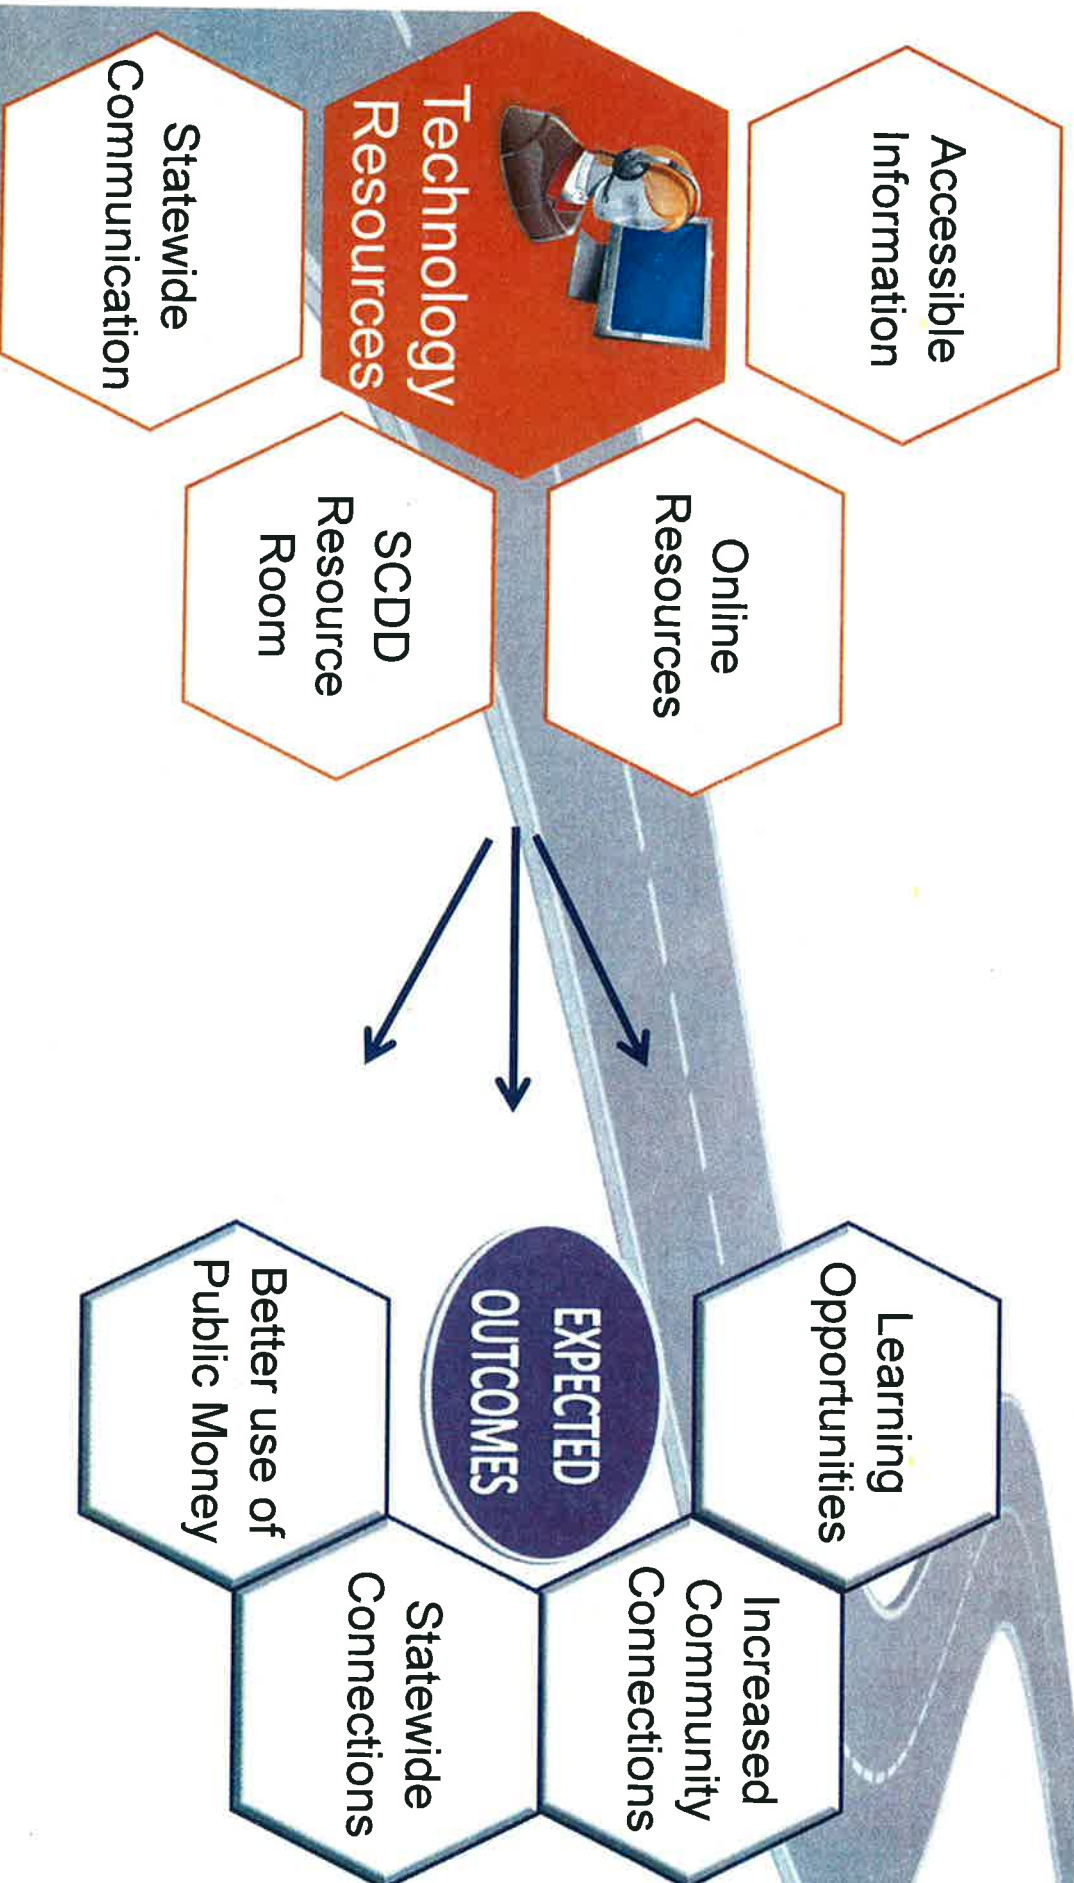 Accessible
Information
Technology
Resources
Statewide
Communication
Online
Resources
SCDD
Resource
Room
EXPECTED
OUTCOMES
Learning
Opportunities
Increased
Community
Connections
Statewide
Connections
Better use of
Public Money